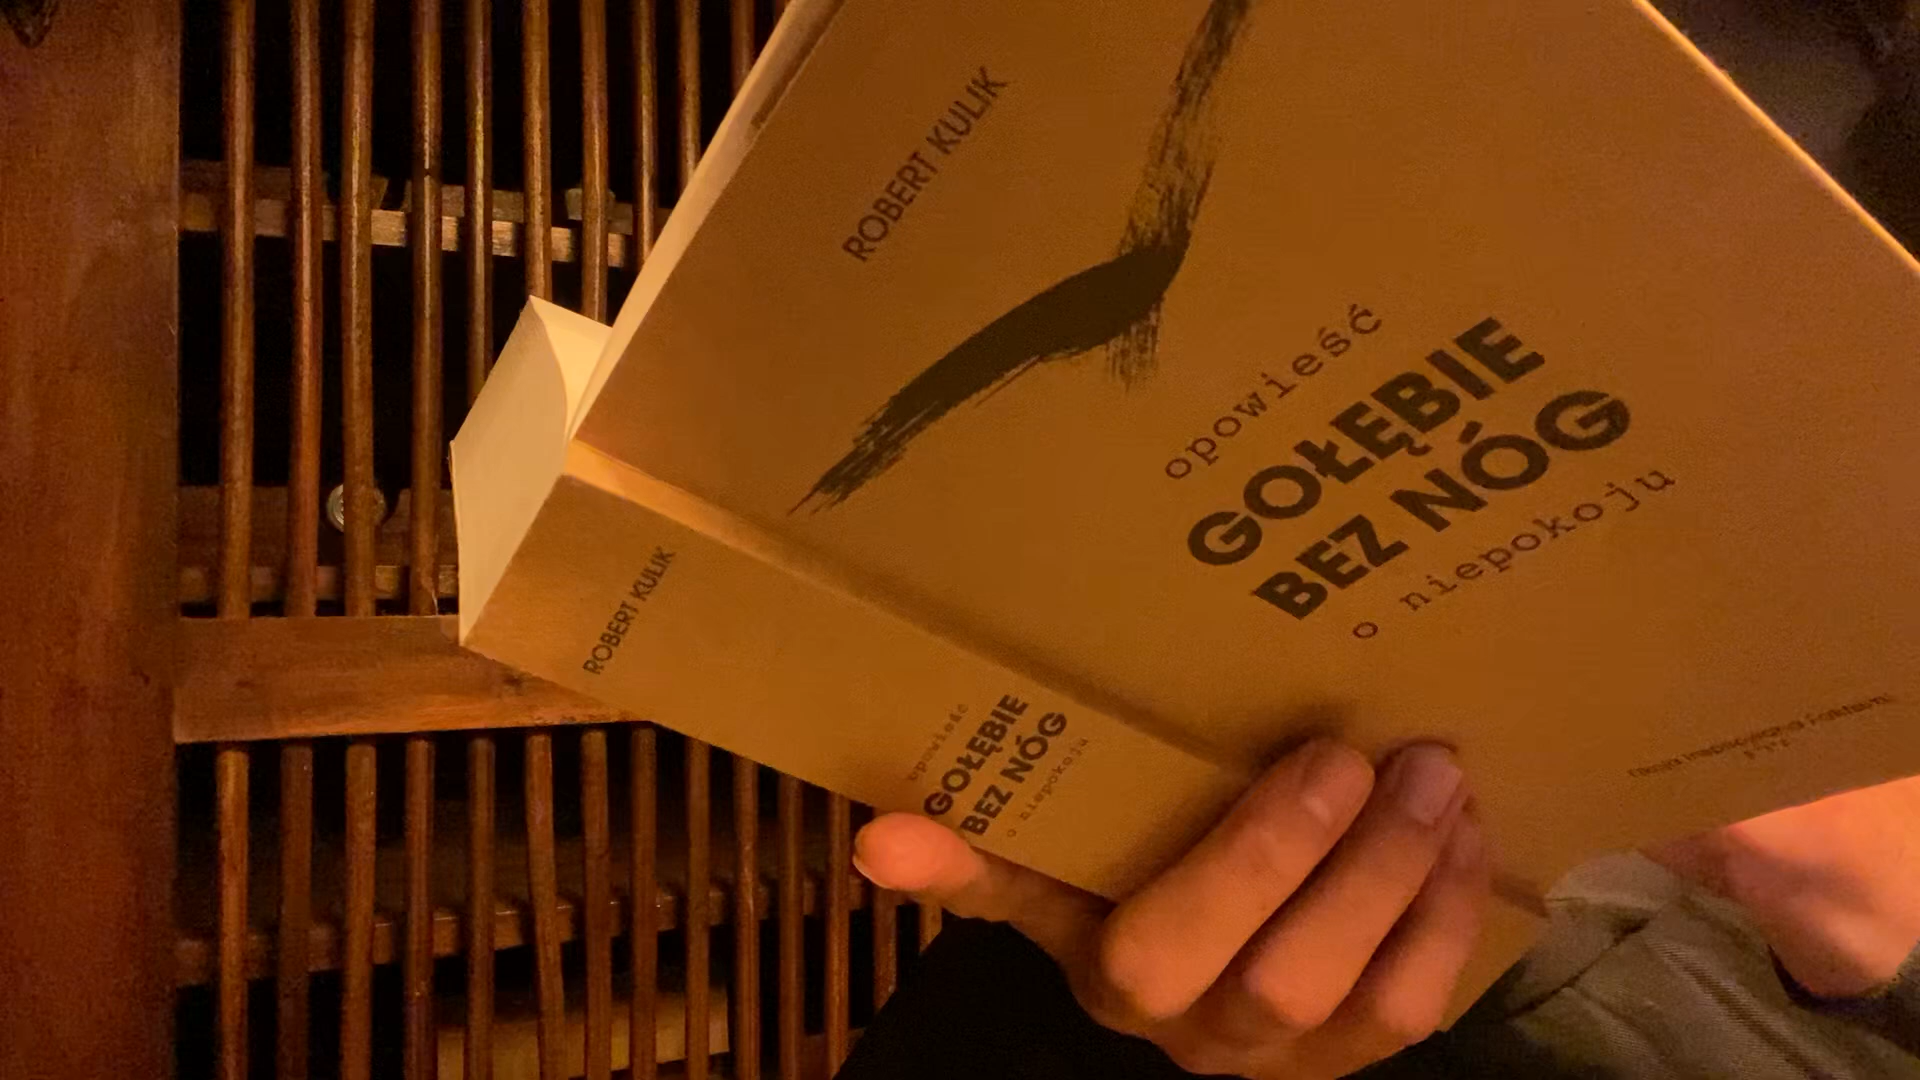 ROBERT KULIK
opowieść
GOŁĘBIE
BEZ NÓG
o niepokoju
ROBERT KULIK
opowieść
GOŁĘBIE
BEZ NÓG
o niepokoju